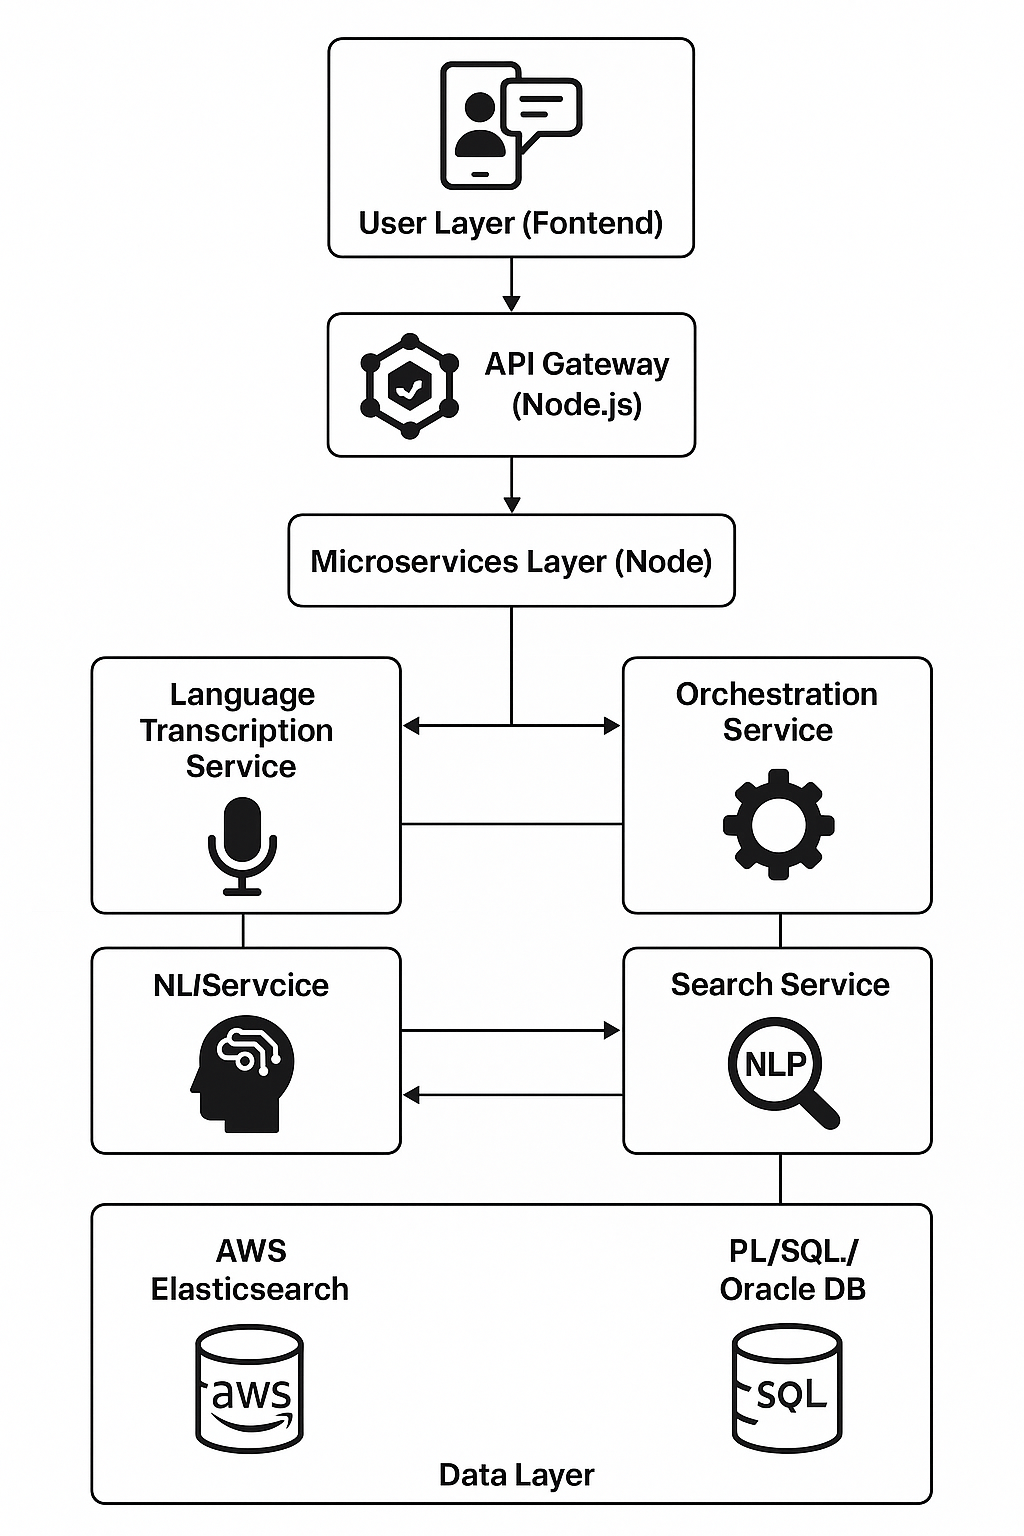 User Layer (Fontend)
API Gateway
(Node.js)
Microservices Layer (Node)
Language
Transcription
Service
Orchestration
Service
NL/Servcice
Search Service
NLP
AWS
Elasticsearch
aws
PL/SQL./
Oracle DB
SQL
Data Layer